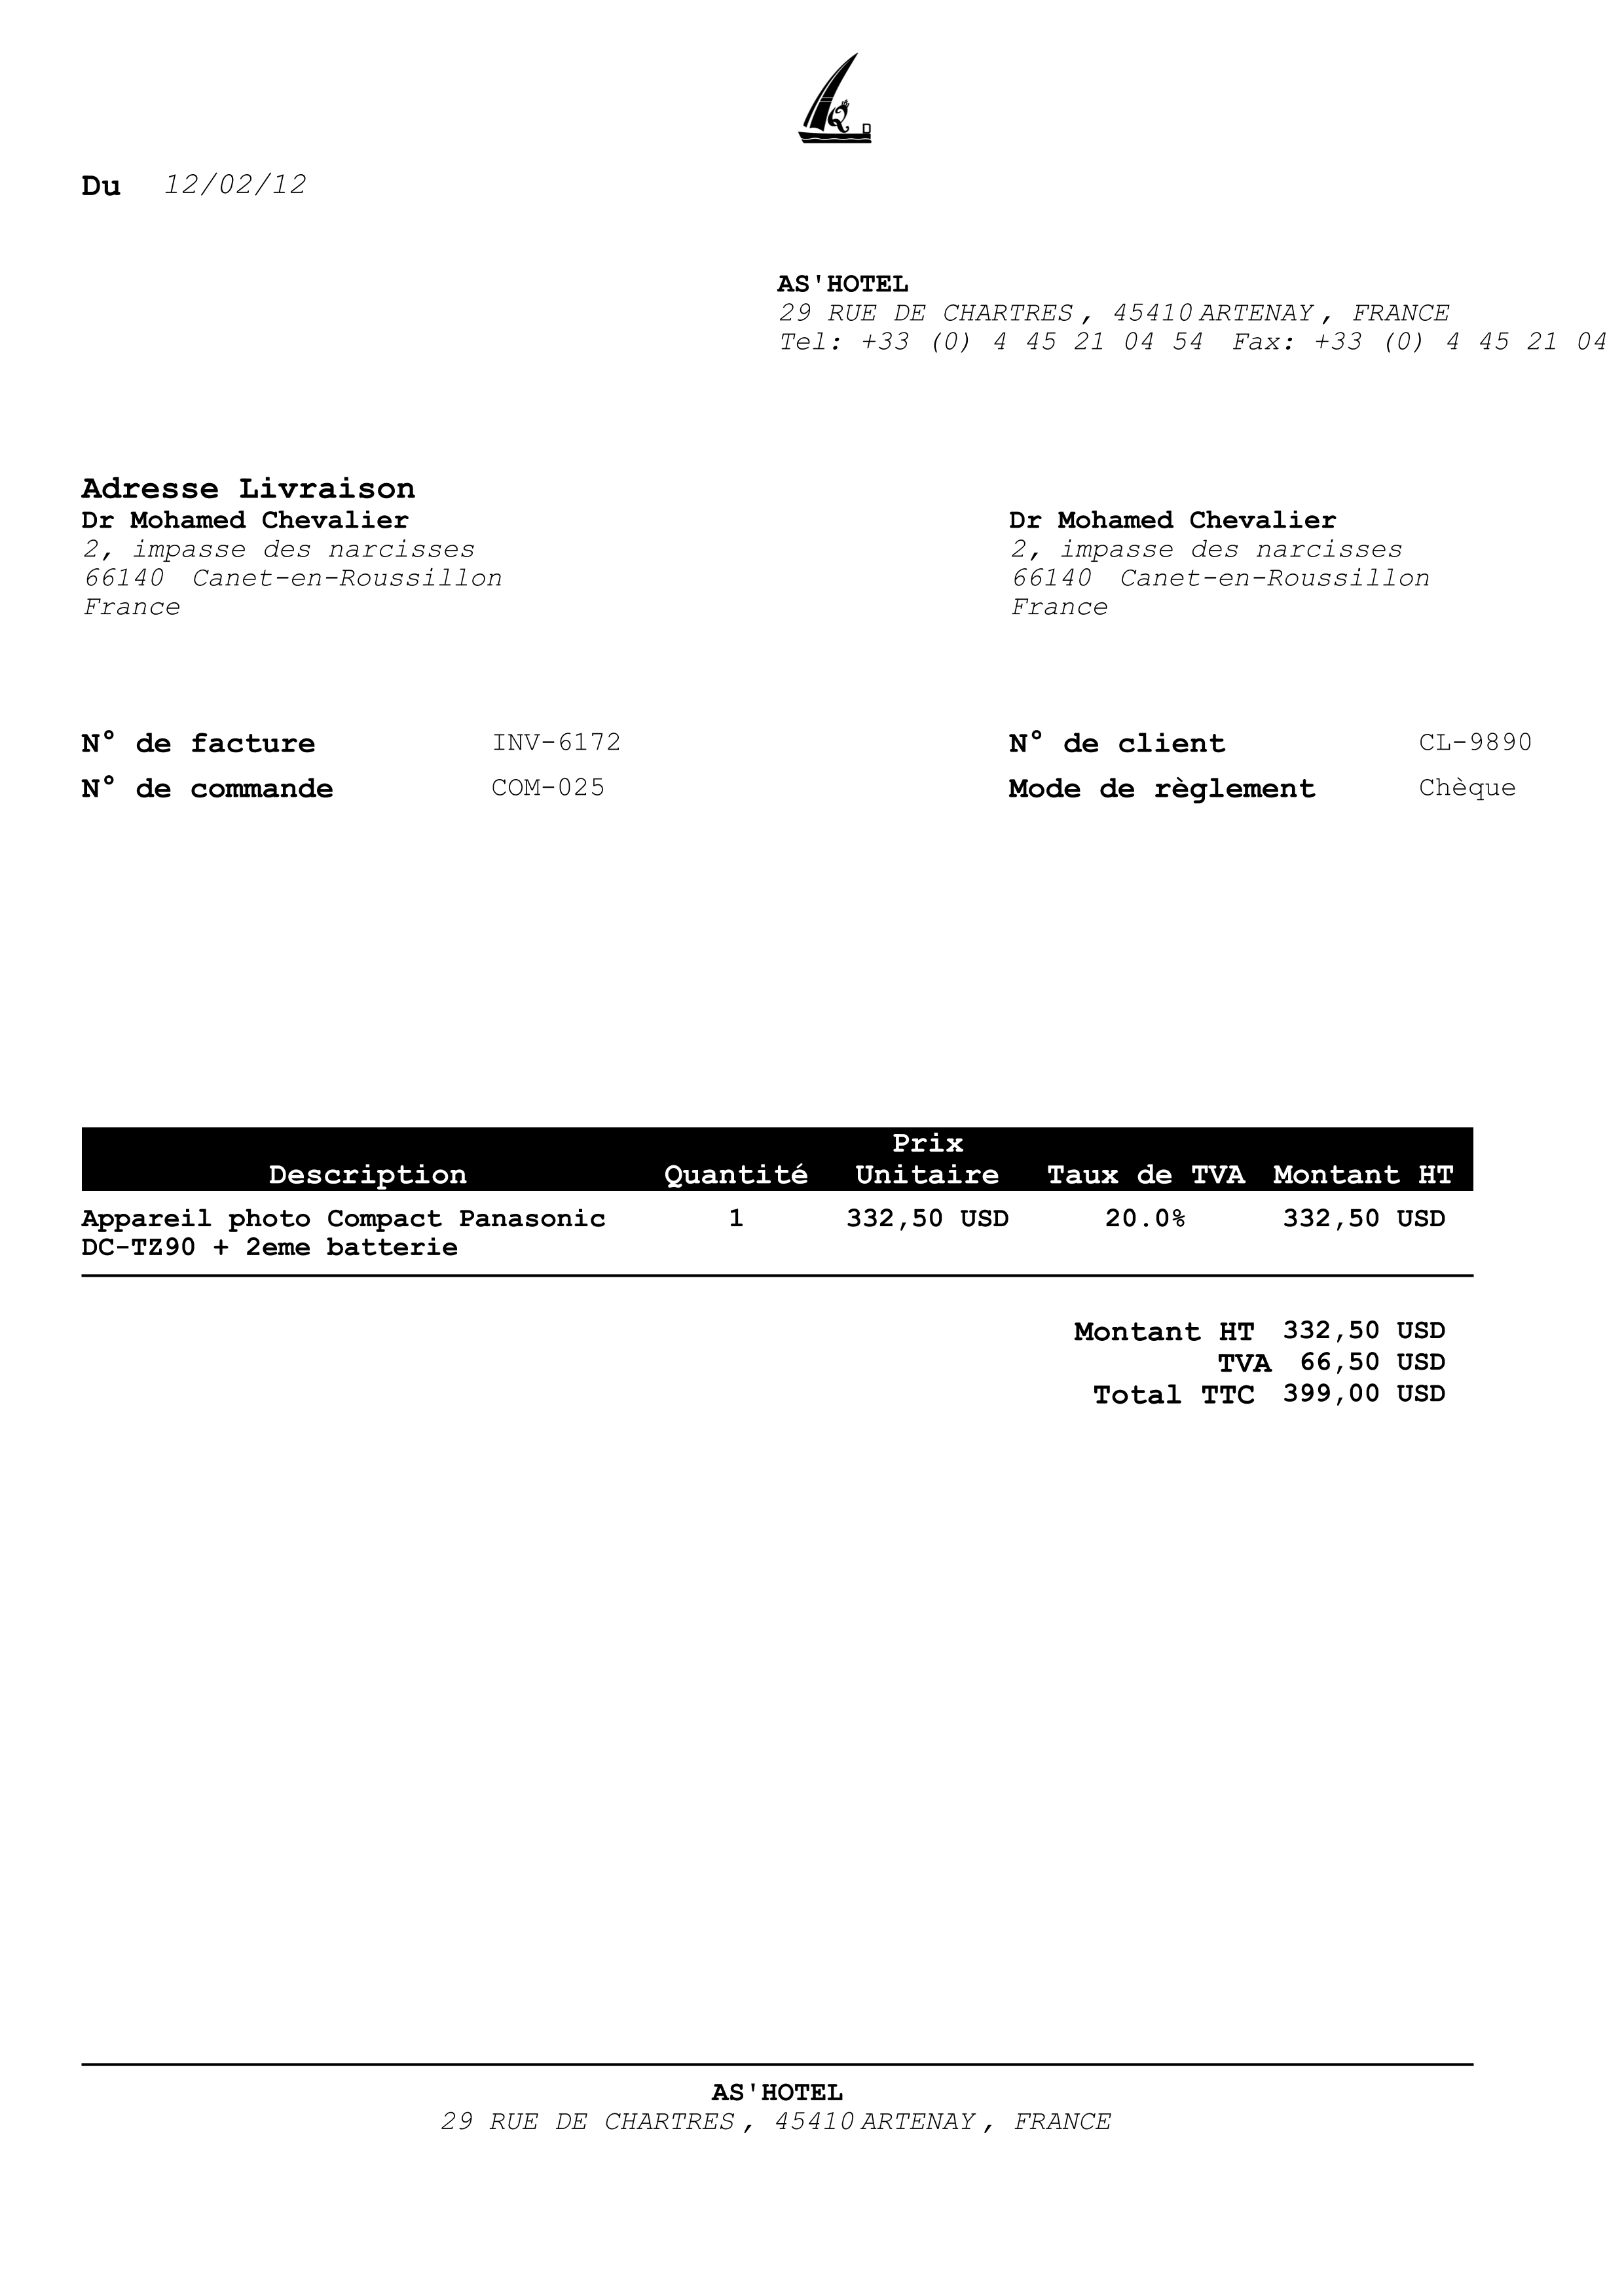 Q
Du 12/02/12
AS'HOTEL
29 RUE DE CHARTRES, 45410 ARTENAY, FRANCE
Tel: +33 (0) 4 45 21 04 54 Fax: +33 (0) 4 45 21 04
Adresse Livraison
Dr Mohamed Chevalier
2, impasse des narcisses
66140 Canet-en-Roussillon
France
Dr Mohamed Chevalier
2, impasse des narcisses
66140 Canet-en-Roussillon
France
N° de facture INV-6172
N° de commande COM-025
N° de client CL-9890
Mode de règlement Chèque
Description Quantité Prix Unitaire Taux de TVA Montant HT
Appareil photo Compact Panasonic 1 332,50 USD 20.0% 332,50 USD
DC-TZ90 + 2eme batterie
Montant HT 332,50 USD
TVA 66,50 USD
Total TTC 399,00 USD
AS'HOTEL
29 RUE DE CHARTRES, 45410 ARTENAY, FRANCE